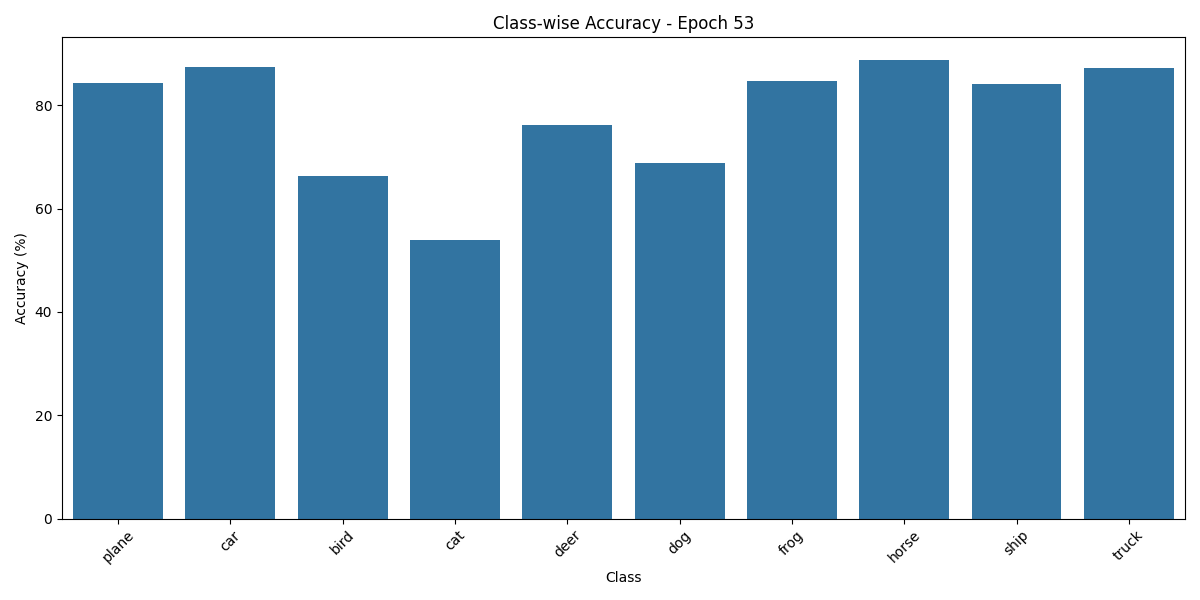 Class-wise Accuracy - Epoch 53
Accuracy (%)
80
60
40
20
0
plane
car
bird
cat
deer
dog
frog
horse
ship
truck
Class